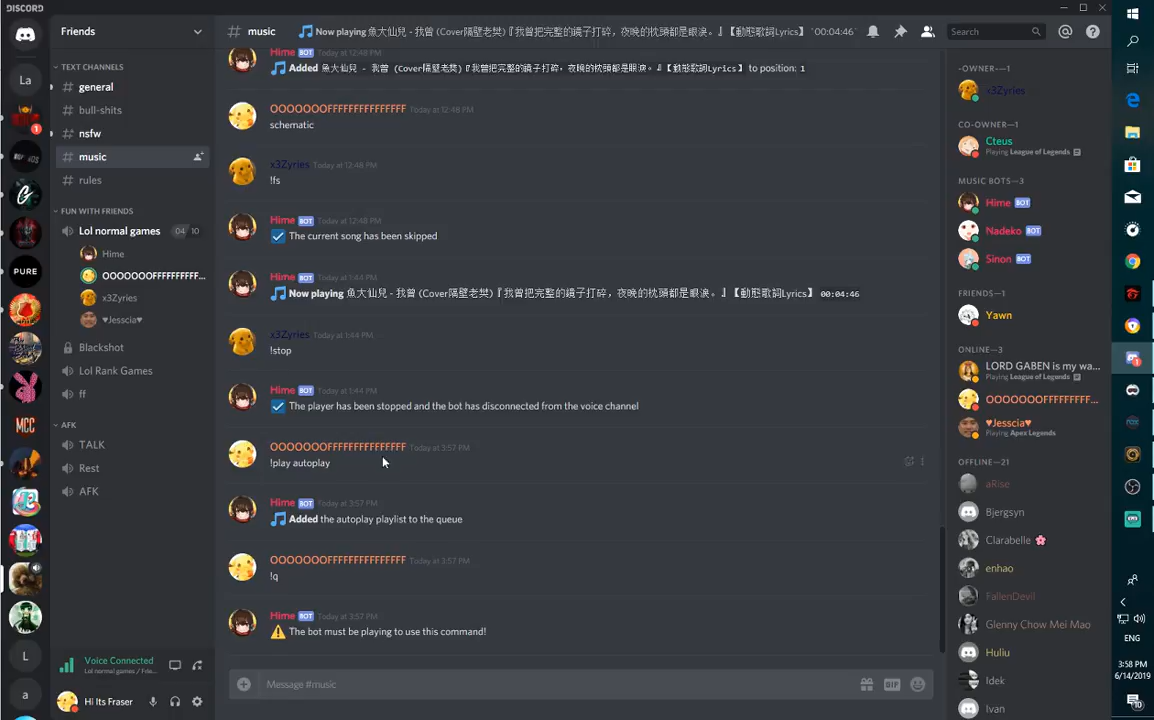 DISCORD
Friends
# music
Now playing 魚大仙兒 - 我曾 (Cover隔壁老樊)『我曾把完整的鏡子打碎，夜晚的枕頭都是眼淚。』【動態歌詞Lyrics】 `00:04:46`
Search
La
1
PURE
MCC
L
a
TEXT CHANNELS
# general
# bull-shits
# nsfw
# music
# rules
FUN WITH FRIENDS
Lol normal games 04 10
Hime
OOOOOOOFFFFFFFFFF...
x3Zyries
♥Jesscia♥
Blackshot
Lol Rank Games
ff
AFK
TALK
Rest
AFK
Voice Connected
Lol normal games / Frie...
Hi Its Fraser
Hime BOT Today at 12:48 PM
Added 魚大仙兒 - 我曾 (Cover隔壁老樊)『我曾把完整的鏡子打碎，夜晚的枕頭都是眼淚。』【動態歌詞Lyrics】 to position: 1
OOOOOOOFFFFFFFFFFFFFFF Today at 12:48 PM
schematic
x3Zyries Today at 12:48 PM
!fs
Hime BOT Today at 12:48 PM
The current song has been skipped
Hime BOT Today at 1:44 PM
Now playing 魚大仙兒 - 我曾 (Cover隔壁老樊)『我曾把完整的鏡子打碎，夜晚的枕頭都是眼淚。』【動態歌詞Lyrics】 00:04:46
x3Zyries Today at 1:44 PM
!stop
Hime BOT Today at 1:44 PM
The player has been stopped and the bot has disconnected from the voice channel
OOOOOOOFFFFFFFFFFFFFFF Today at 3:57 PM
!play autoplay
Hime BOT Today at 3:57 PM
Added the autoplay playlist to the queue
OOOOOOOFFFFFFFFFFFFFFF Today at 3:57 PM
!q
Hime BOT Today at 3:57 PM
The bot must be playing to use this command!
Message #music
GIF
-OWNER-—1
x3Zyries
CO-OWNER—1
Cteus
Playing League of Legends
MUSIC BOTS—3
Hime BOT
Nadeko BOT
Sinon BOT
FRIENDS—1
Yawn
ONLINE—3
LORD GABEN is my wa...
Playing League of Legends
OOOOOOOFFFFFFFFF...
♥Jesscia♥
Playing Apex Legends
OFFLINE—21
aRise
Bjergsyn
Clarabelle 🌸
enhao
FallenDevil
Glenny Chow Mei Mao
Huliu
Idek
Ivan
ENG
3:58 PM
6/14/2019
10